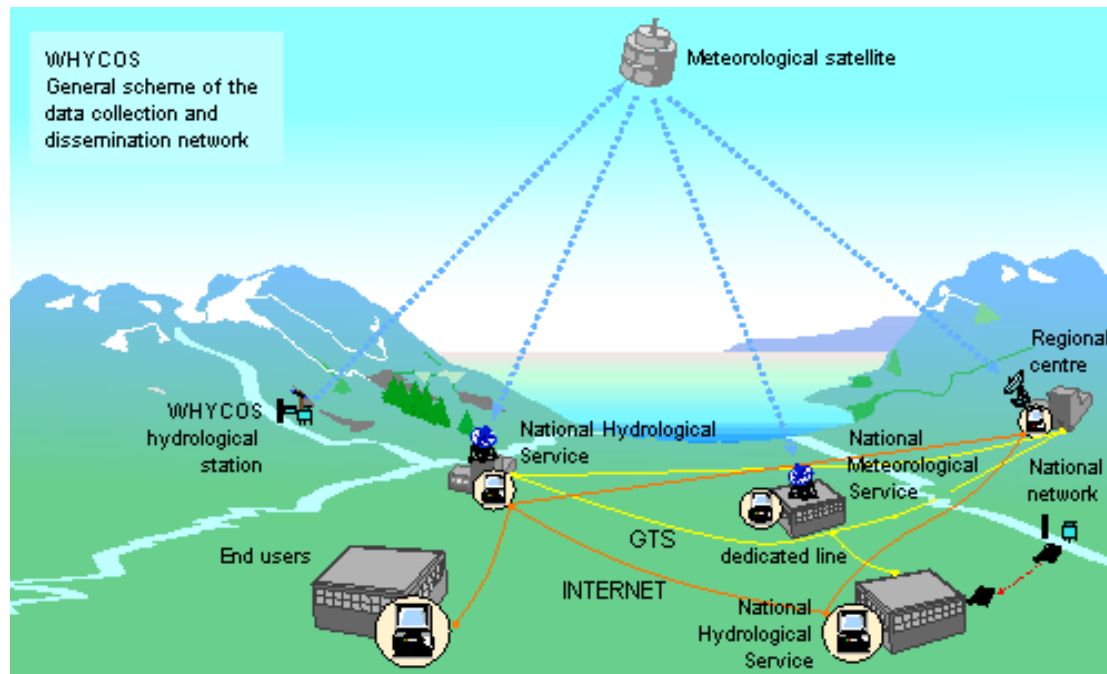 WHYCOS
General scheme of the
data collection and
dissemination network
Meteorological satellite
Regional
centre
WHYCOS
hydrological
station
National Hydrological
Service
National
Meteorological
Service
National
network
End users
GTS
dedicated line
INTERNET
National
Hydrological
Service